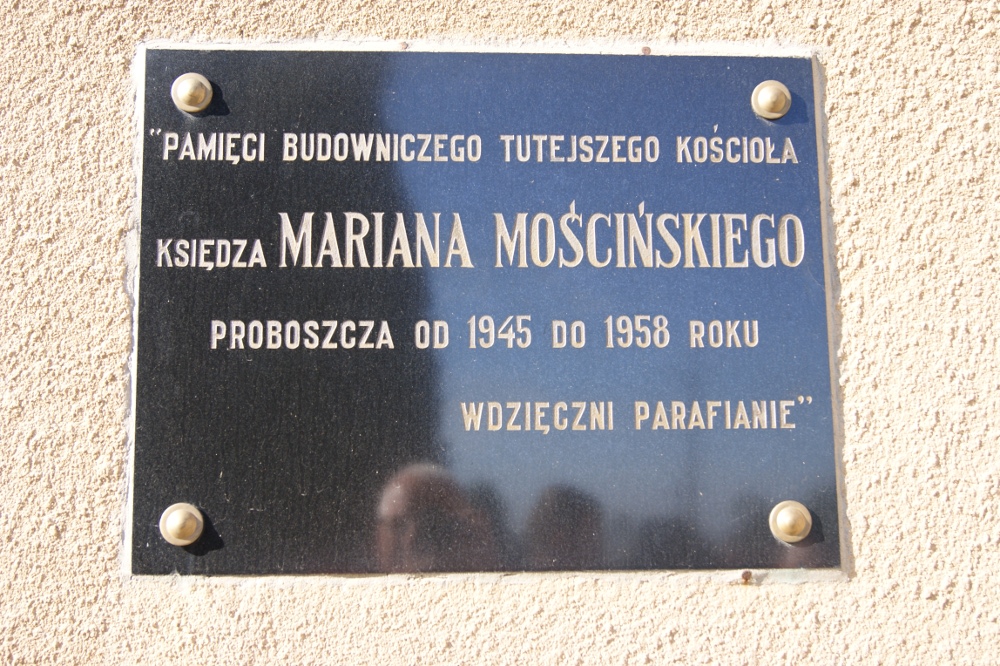 "PAMIĘCI BUDOWNICZEGO TUTEJSZEGO KOŚCIOŁA
KSIĘDZA MARIANA MOŚCIŃSKIEGO
PROBOSZCZA OD 1945 DO 1958 ROKU
WDZIĘCZNI PARAFIANIE"